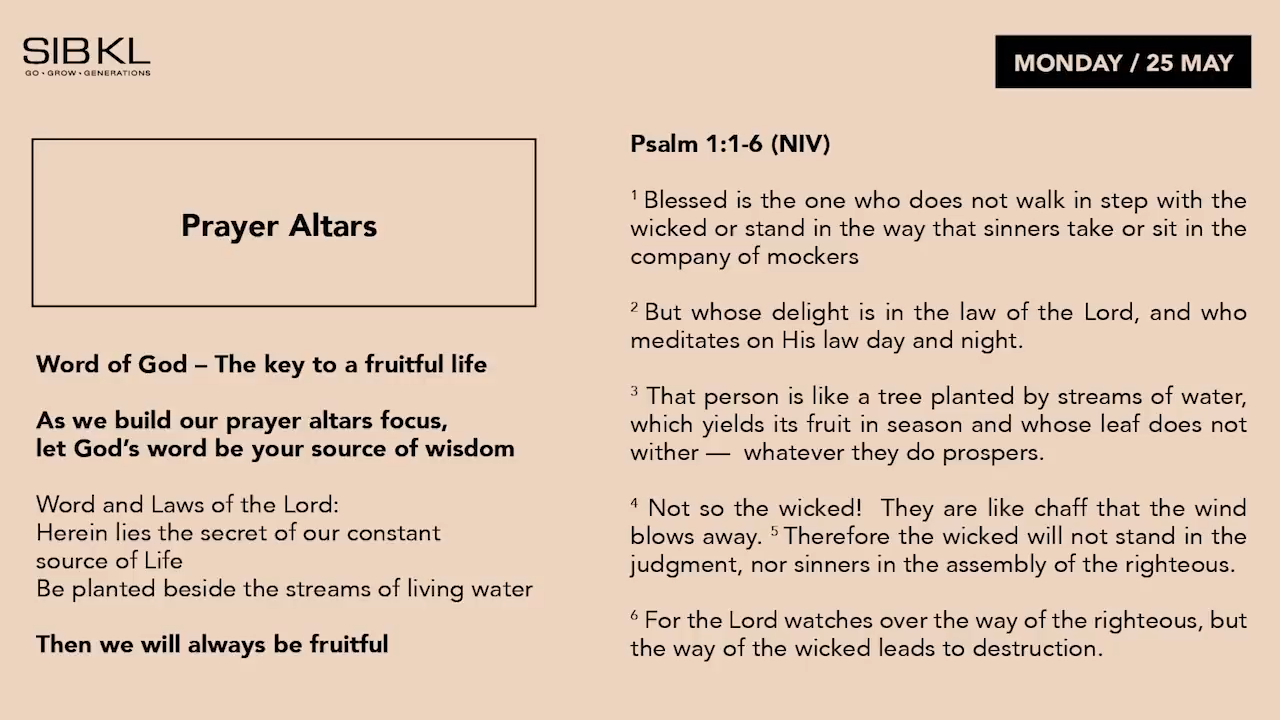 SIBKL
GO • GROW • GENERATIONS
MONDAY / 25 MAY
Prayer Altars
Word of God – The key to a fruitful life
As we build our prayer altars focus,
let God's word be your source of wisdom
Word and Laws of the Lord:
Herein lies the secret of our constant
source of Life
Be planted beside the streams of living water
Then we will always be fruitful
Psalm 1:1-6 (NIV)
¹ Blessed is the one who does not walk in step with the
wicked or stand in the way that sinners take or sit in the
company of mockers
² But whose delight is in the law of the Lord, and who
meditates on His law day and night.
³ That person is like a tree planted by streams of water,
which yields its fruit in season and whose leaf does not
wither — whatever they do prospers.
⁴ Not so the wicked! They are like chaff that the wind
blows away. ⁵ Therefore the wicked will not stand in the
judgment, nor sinners in the assembly of the righteous.
⁶ For the Lord watches over the way of the righteous, but
the way of the wicked leads to destruction.